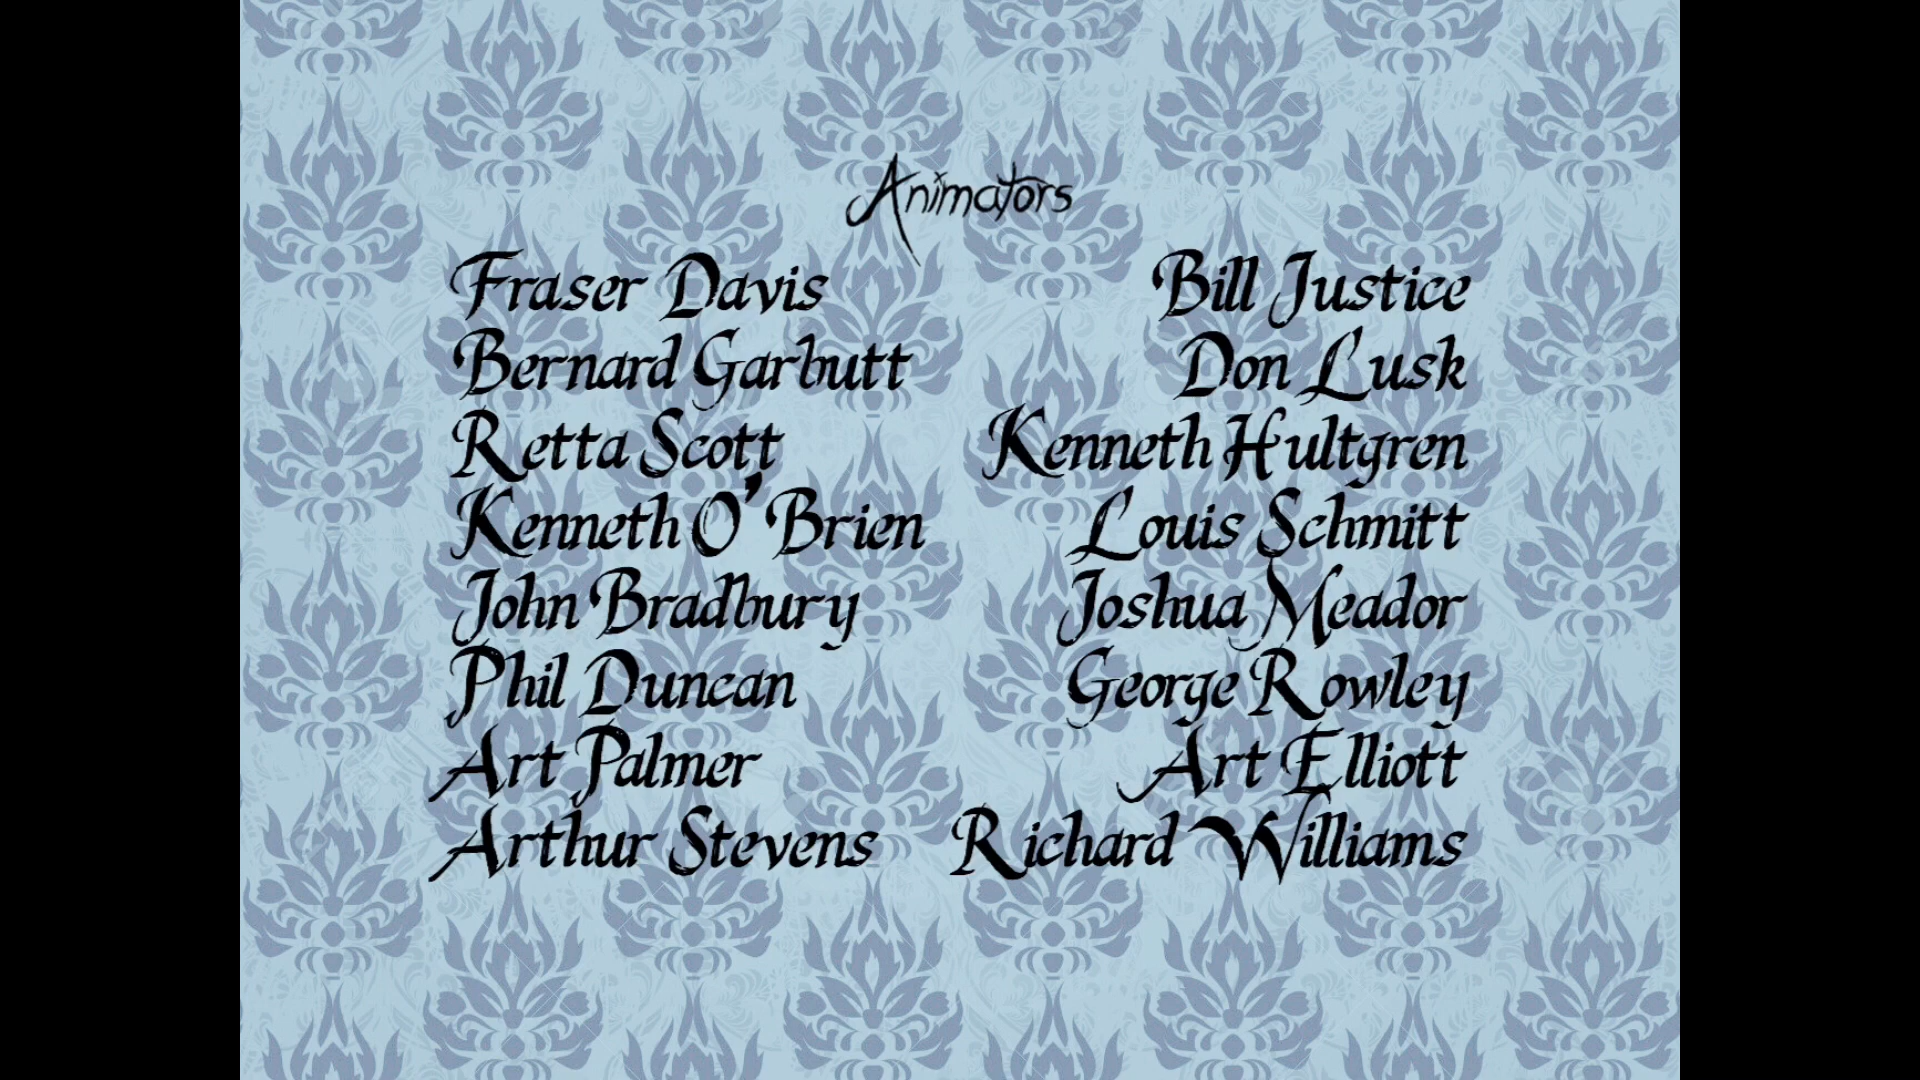 Animators
Fraser Davis Bill Justice
Bernard Garbutt Don Lusk
Retta Scott Kenneth Hultgren
Kenneth O'Brien Louis Schmitt
John Bradbury Joshua Meador
Phil Duncan George Rowley
Art Palmer Art Elliott
Arthur Stevens Richard Williams